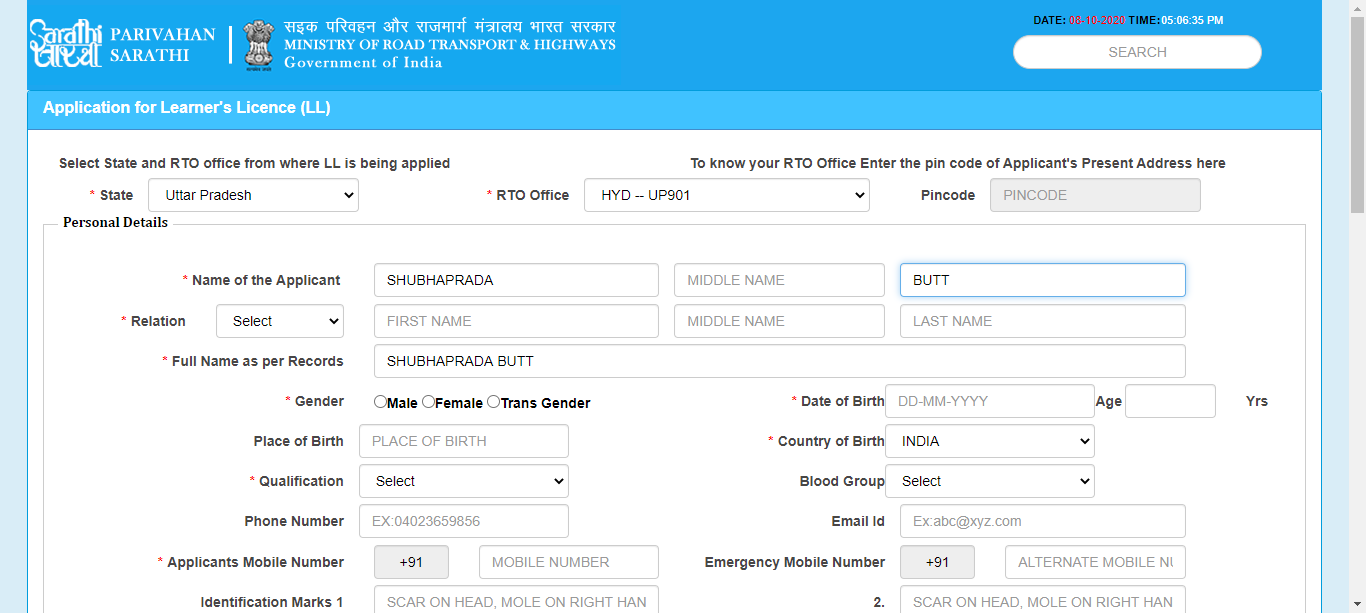 Sarathi
सारथी
PARIVAHAN
SARATHI
सड़क परिवहन और राजमार्ग मंत्रालय भारत सरकार
MINISTRY OF ROAD TRANSPORT & HIGHWAYS
Government of India
DATE: 08-10-2020 TIME:05:06:35 PM
SEARCH
Application for Learner's Licence (LL)
Select State and RTO office from where LL is being applied To know your RTO Office Enter the pin code of Applicant's Present Address here
* State Uttar Pradesh * RTO Office HYD -- UP901 Pincode PINCODE
Personal Details
* Name of the Applicant SHUBHAPRADA MIDDLE NAME BUTT
* Relation Select FIRST NAME MIDDLE NAME LAST NAME
* Full Name as per Records SHUBHAPRADA BUTT
* Gender Male Female Trans Gender * Date of Birth DD-MM-YYYY Age Yrs
Place of Birth PLACE OF BIRTH * Country of Birth INDIA
* Qualification Select Blood Group Select
Phone Number EX:04023659856 Email Id Ex:abc@xyz.com
* Applicants Mobile Number +91 MOBILE NUMBER Emergency Mobile Number +91 ALTERNATE MOBILE NU
Identification Marks 1 SCAR ON HEAD, MOLE ON RIGHT HAN 2. SCAR ON HEAD, MOLE ON RIGHT HAN